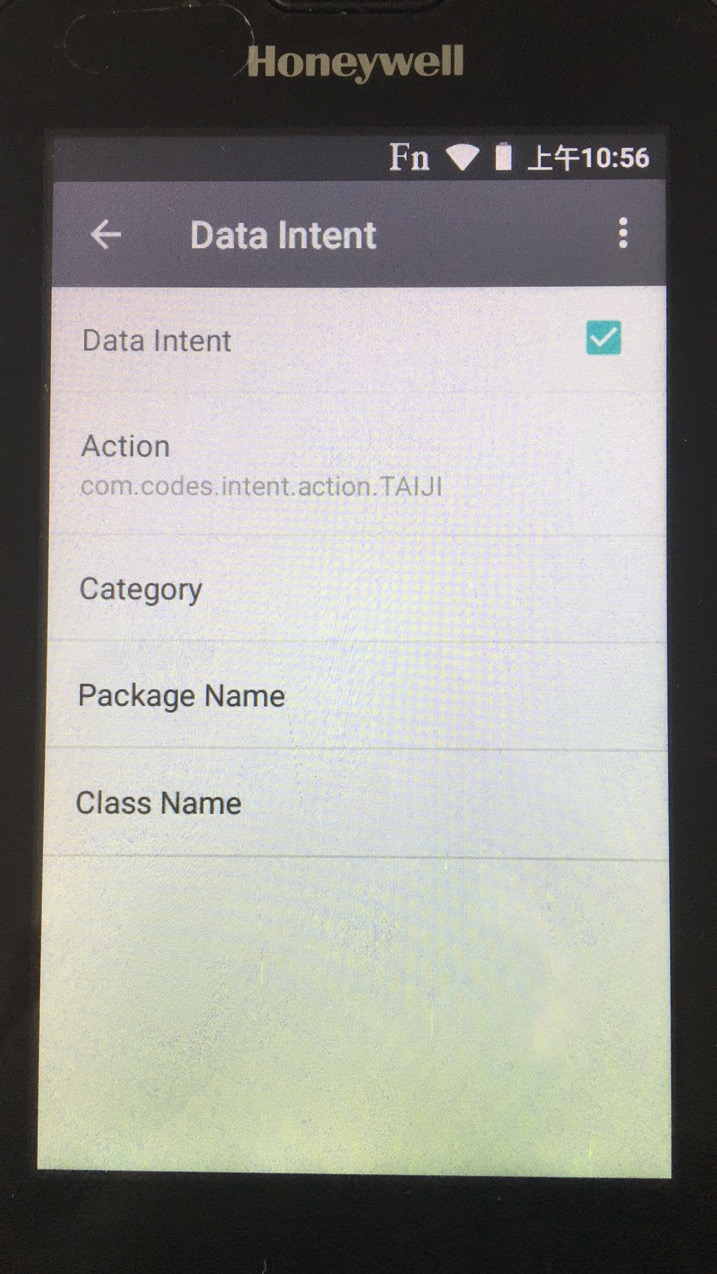 Honeywell
Fn 上午10:56
Data Intent
Data Intent
Action
com.codes.intent.action.TAIJI
Category
Package Name
Class Name